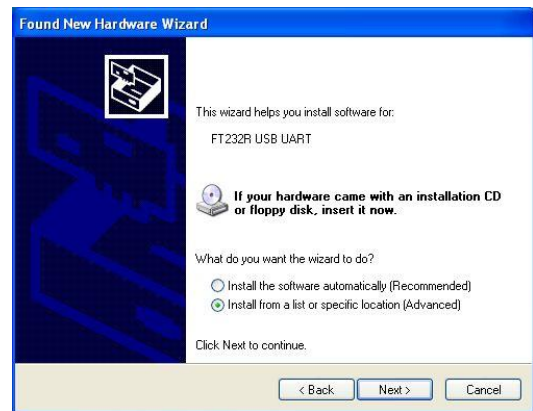 Found New Hardware Wizard
This wizard helps you install software for:
FT232R USB UART
If your hardware came with an installation CD
or floppy disk, insert it now.
What do you want the wizard to do?
Install the software automatically (Recommended)
Install from a list or specific location (Advanced)
Click Next to continue.
< Back Next > Cancel